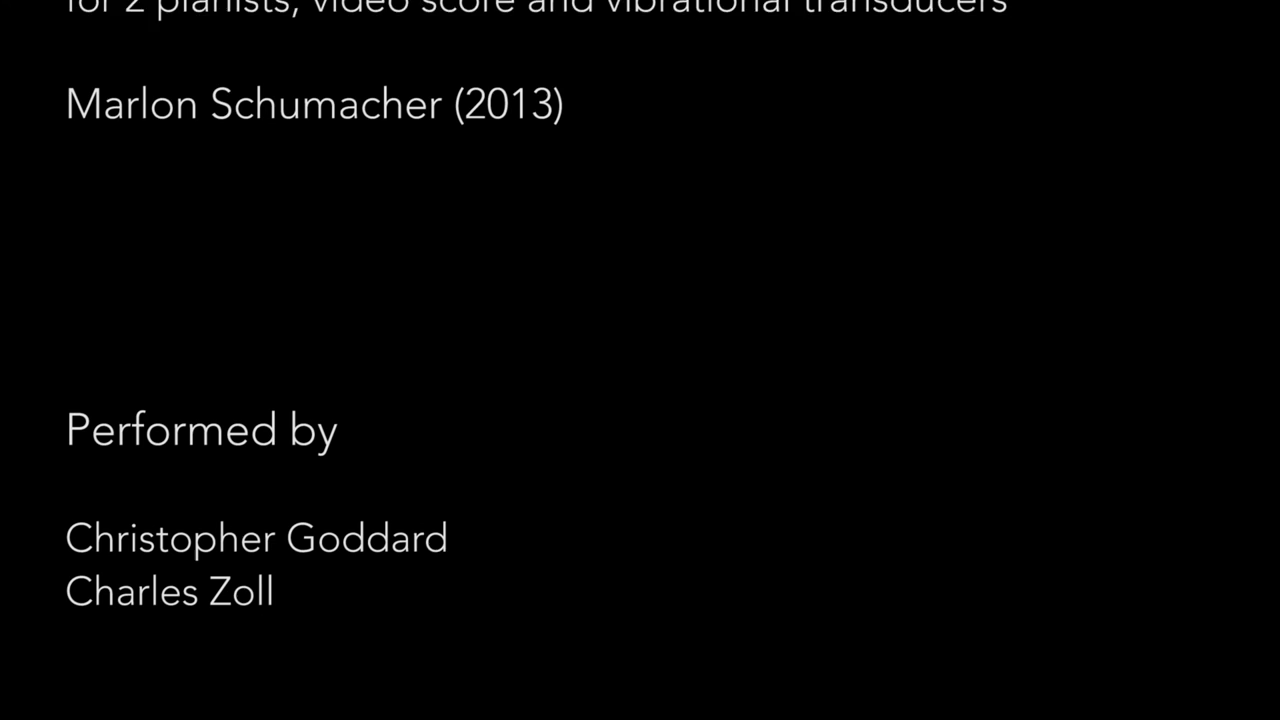 for 2 pianists, video score and vibrational transducers
Marlon Schumacher (2013)
Performed by
Christopher Goddard
Charles Zoll